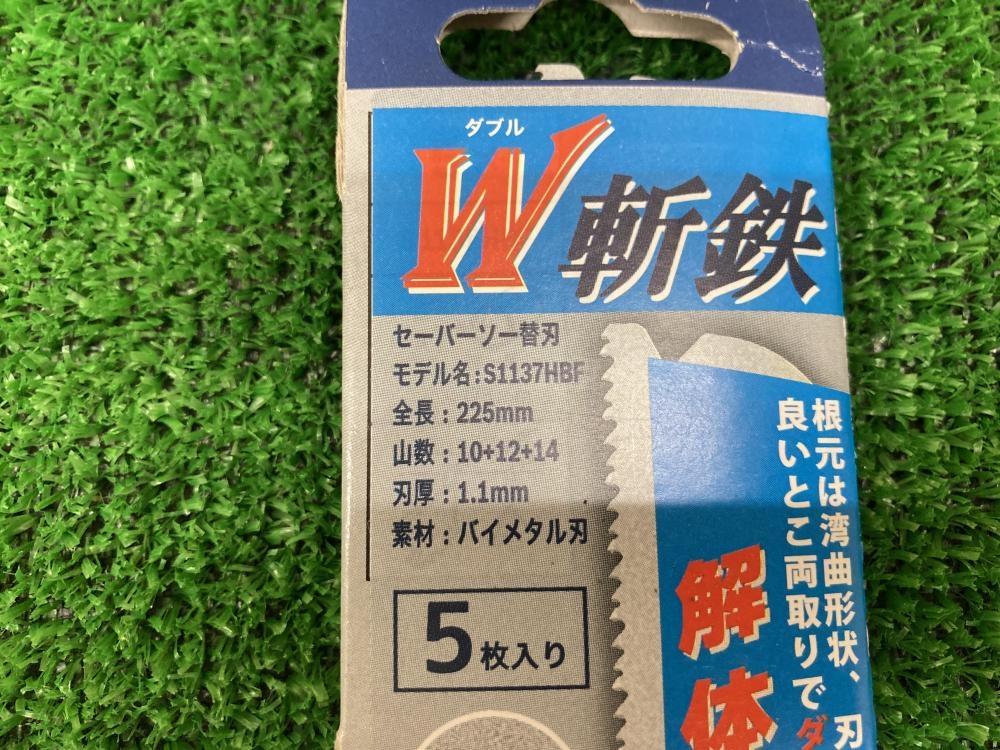 ダブル
W斬鉄
セーバーソー替刃
モデル名:S1137HBF
全長:225mm
山数:10+12+14
刃厚:1.1mm
素材:バイメタル刃
5枚入り
根元は湾曲形状、刃
良いとこ両取りでダ
解体